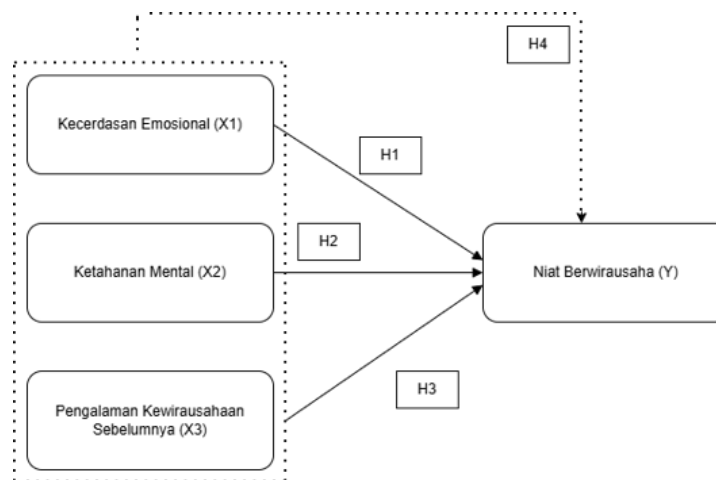 H4
Kecerdasan Emosional (X1)
H1
H2
Ketahanan Mental (X2)
Niat Berwirausaha (Y)
Pengalaman Kewirausahaan
Sebelumnya (X3)
H3